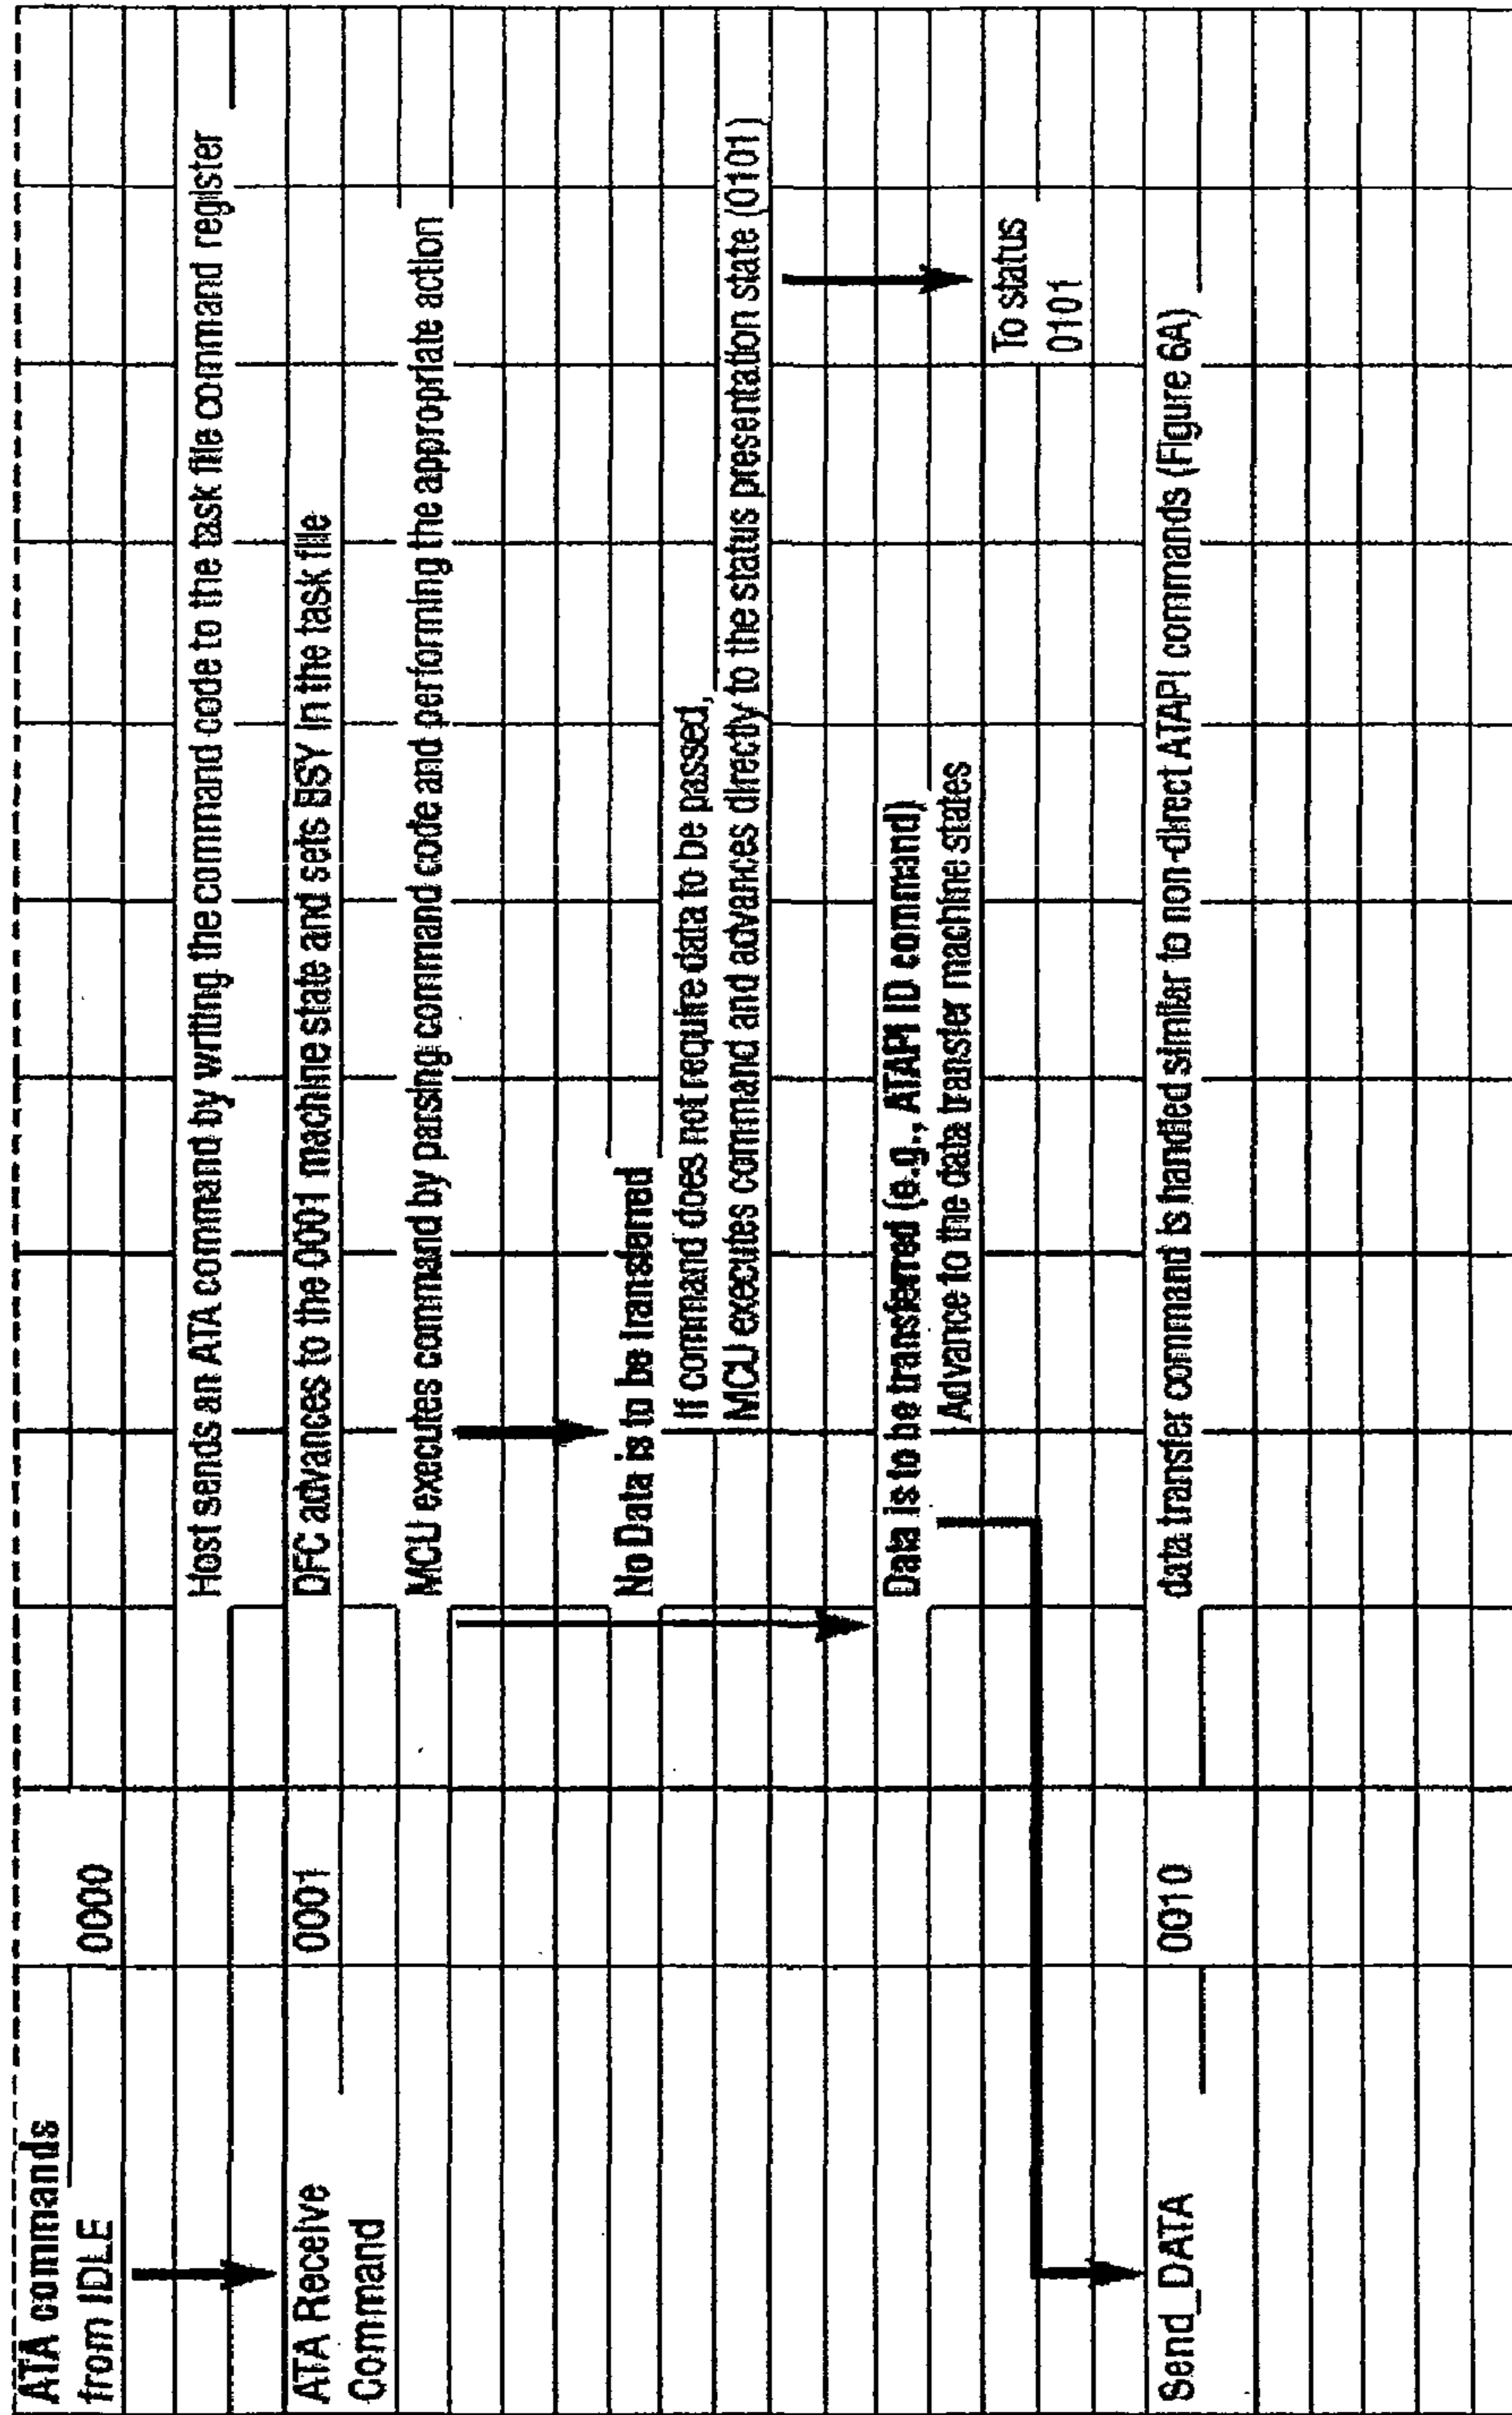 ATA commands
from IDLE 0000
Host sends an ATA command by writing the command code to the task file command register
ATA Receive 0001 DFC advances to the 0001 machine state and sets BSY in the task file
Command
MCU executes command by parsing command code and performing the appropriate action
No Data is to be transferred
If command does not require data to be passed,
MCU executes command and advances directly to the status presentation state (0101)
Data is to be transferred (e.g., ATAPI ID command)
Advance to the data transfer machine states
To status
0101
Send_DATA 0010 data transfer command is handled similar to non-direct ATAPI commands (Figure 6A)